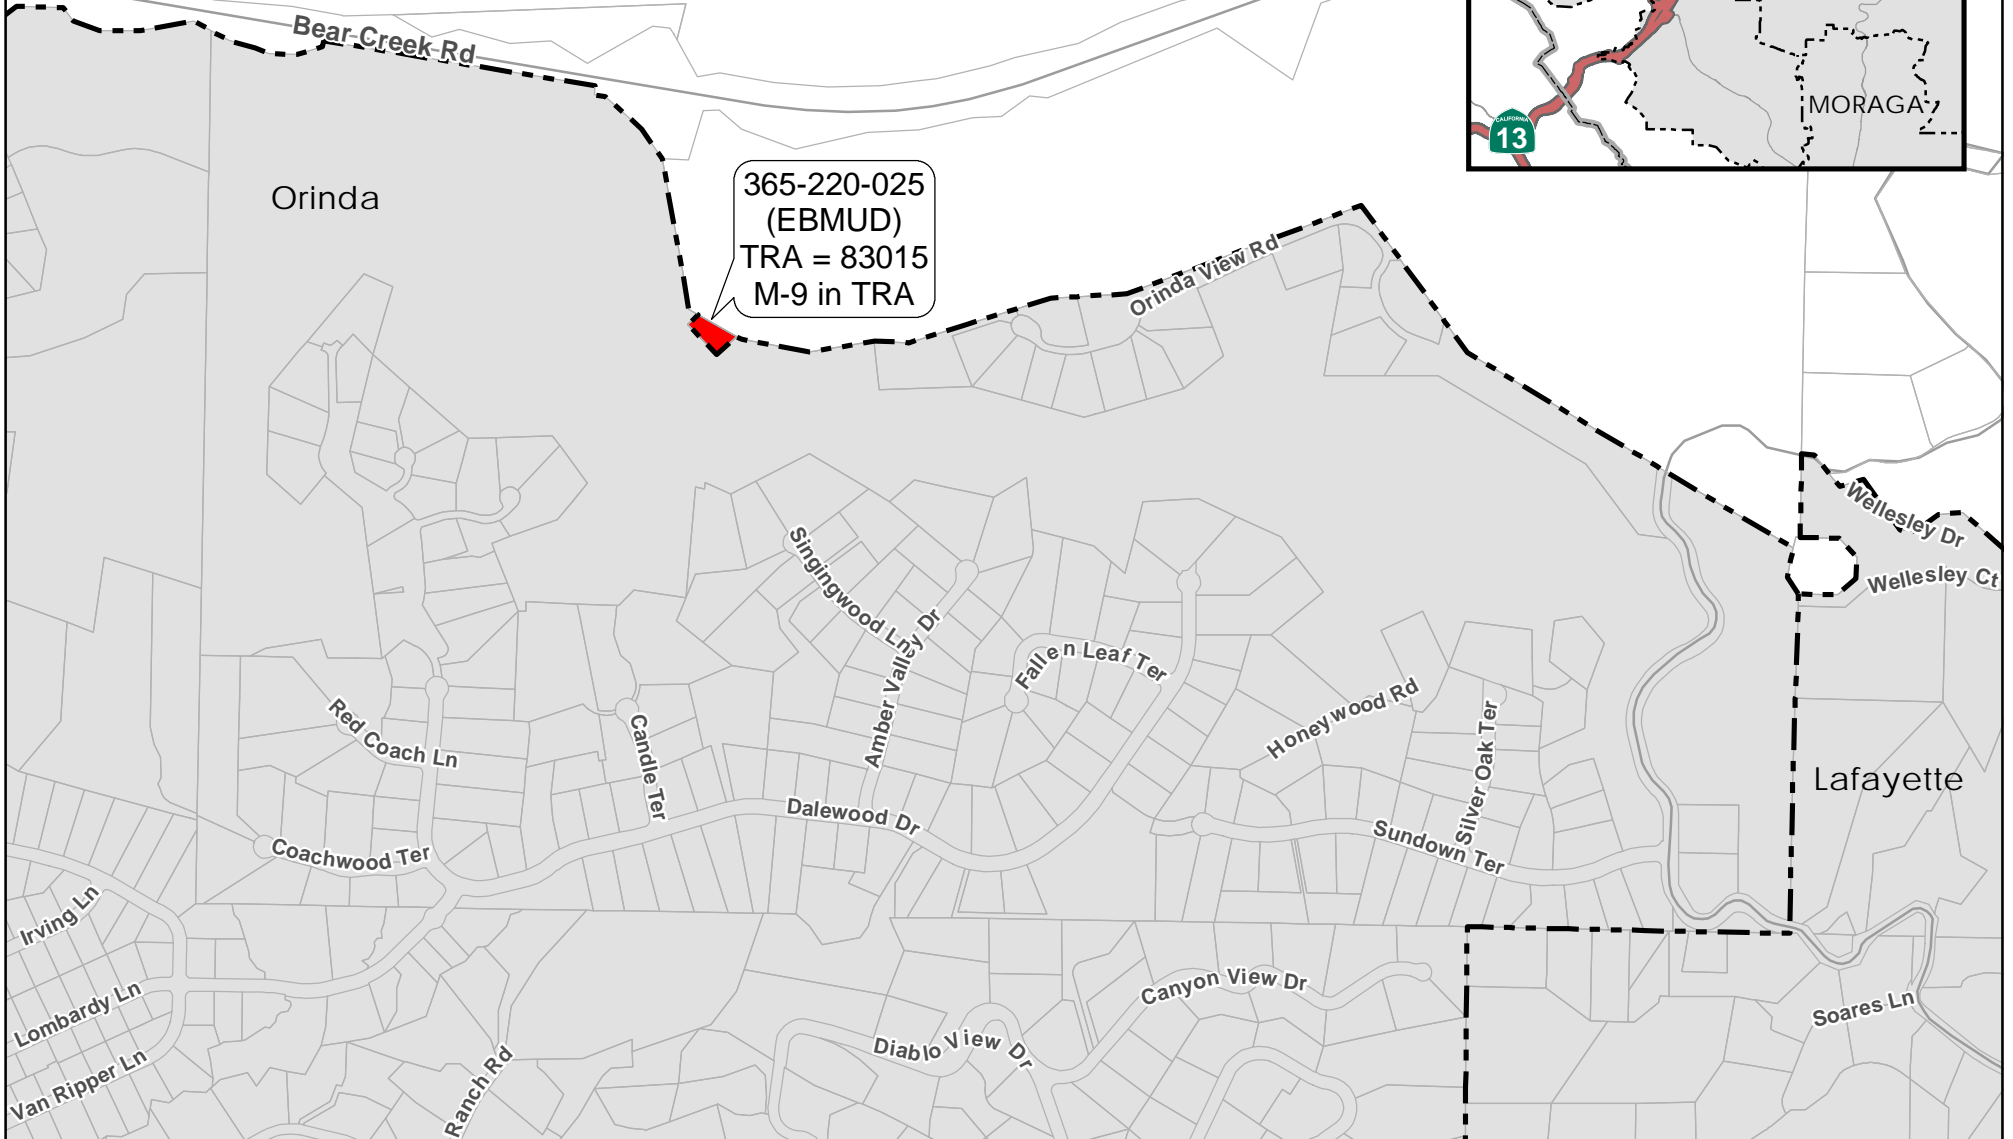 Bear Creek Rd
CALIFORNIA
13
MORAGA
Orinda
365-220-025
(EBMUD)
TRA = 83015
M-9 in TRA
Orinda View Rd
Wellesley Dr
Wellesley Ct
Singingwood Ln
Amber Valley Dr
Fallen Leaf Ter
Honeywood Rd
Silver Oak Ter
Red Coach Ln
Candle Ter
Lafayette
Dalewood Dr
Sundown Ter
Coachwood Ter
Irving Ln
Canyon View Dr
Lombardy Ln
Soares Ln
Diablo View Dr
Van Ripper Ln
Ranch Rd